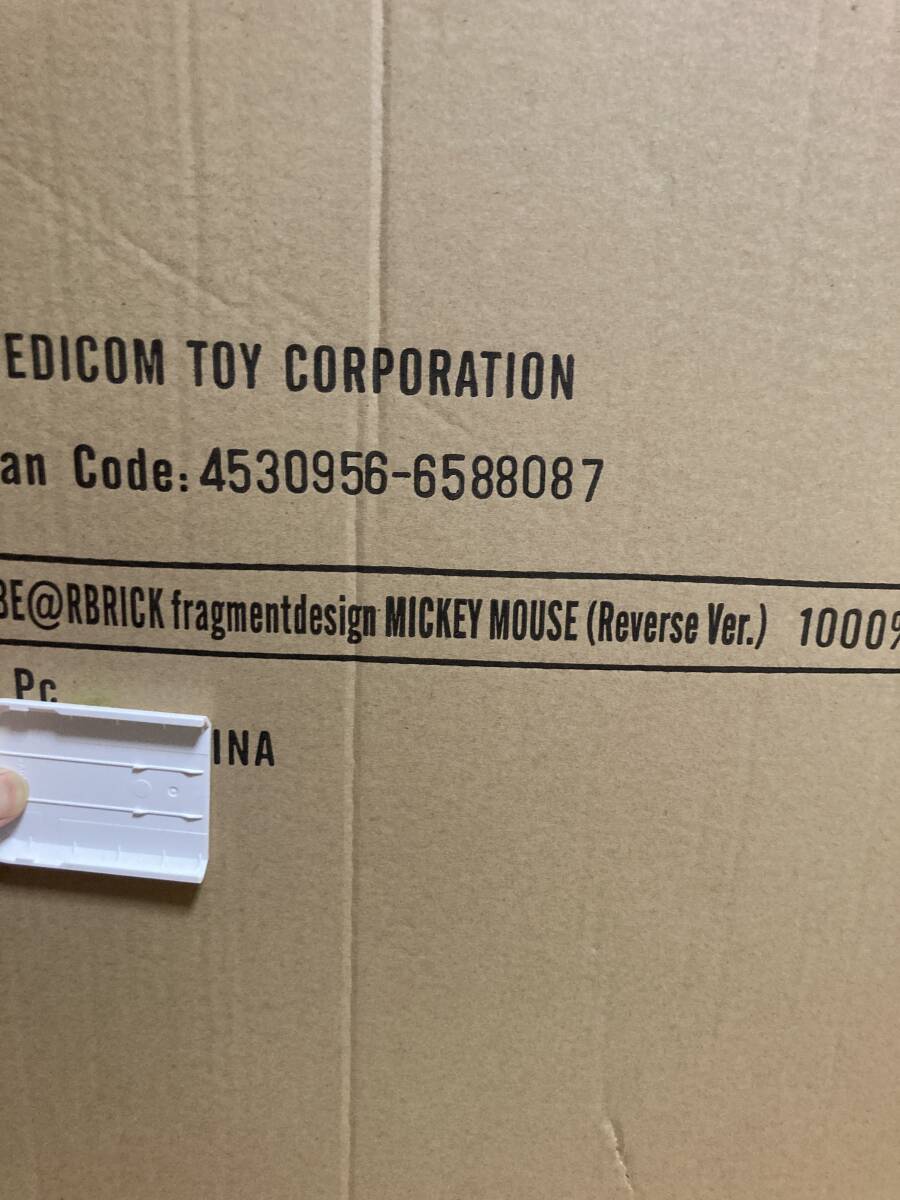 EDICOM TOY CORPORATION
an Code: 4530956-6588087
BE@RBRICK fragmentdesign MICKEY MOUSE (Reverse Ver.) 1000%
Pc
INA